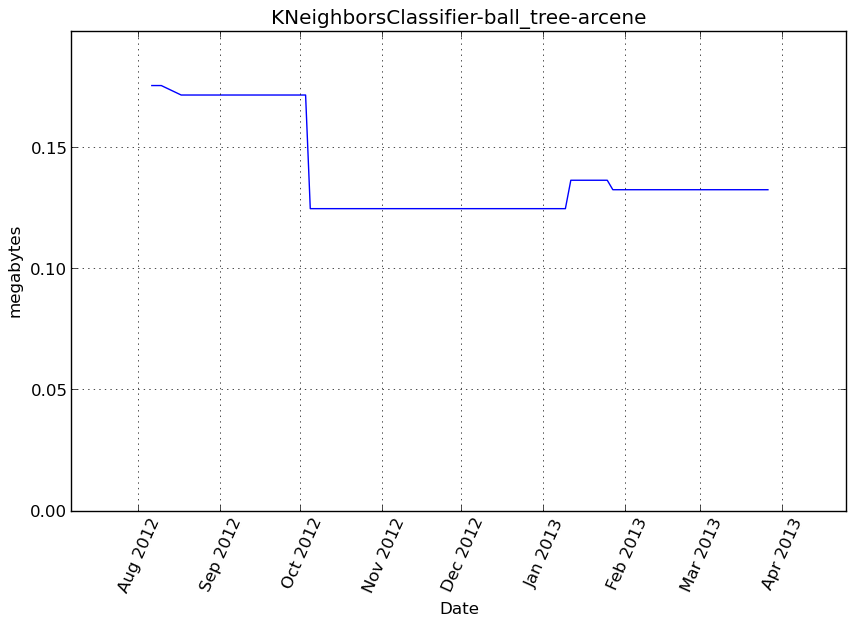 KNeighborsClassifier-ball_tree-arcene
megabytes
0.15
0.10
0.05
0.00
Aug 2012
Sep 2012
Oct 2012
Nov 2012
Dec 2012
Jan 2013
Feb 2013
Mar 2013
Apr 2013
Date